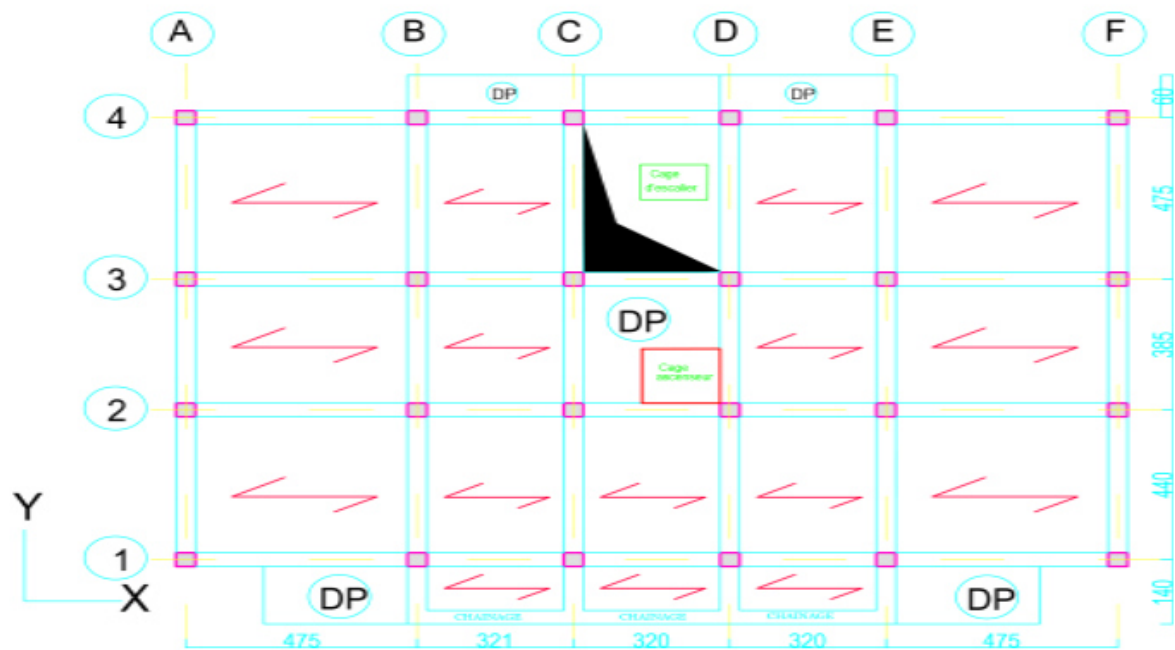 A B C D E F
DP DP
4
60
Cage
d'escalier
475
3
DP
385
Cage
2
440
Y
1
X
DP DP
140
CHAINAGE CHAINAGE CHAINAGE
475 321 320 320 475